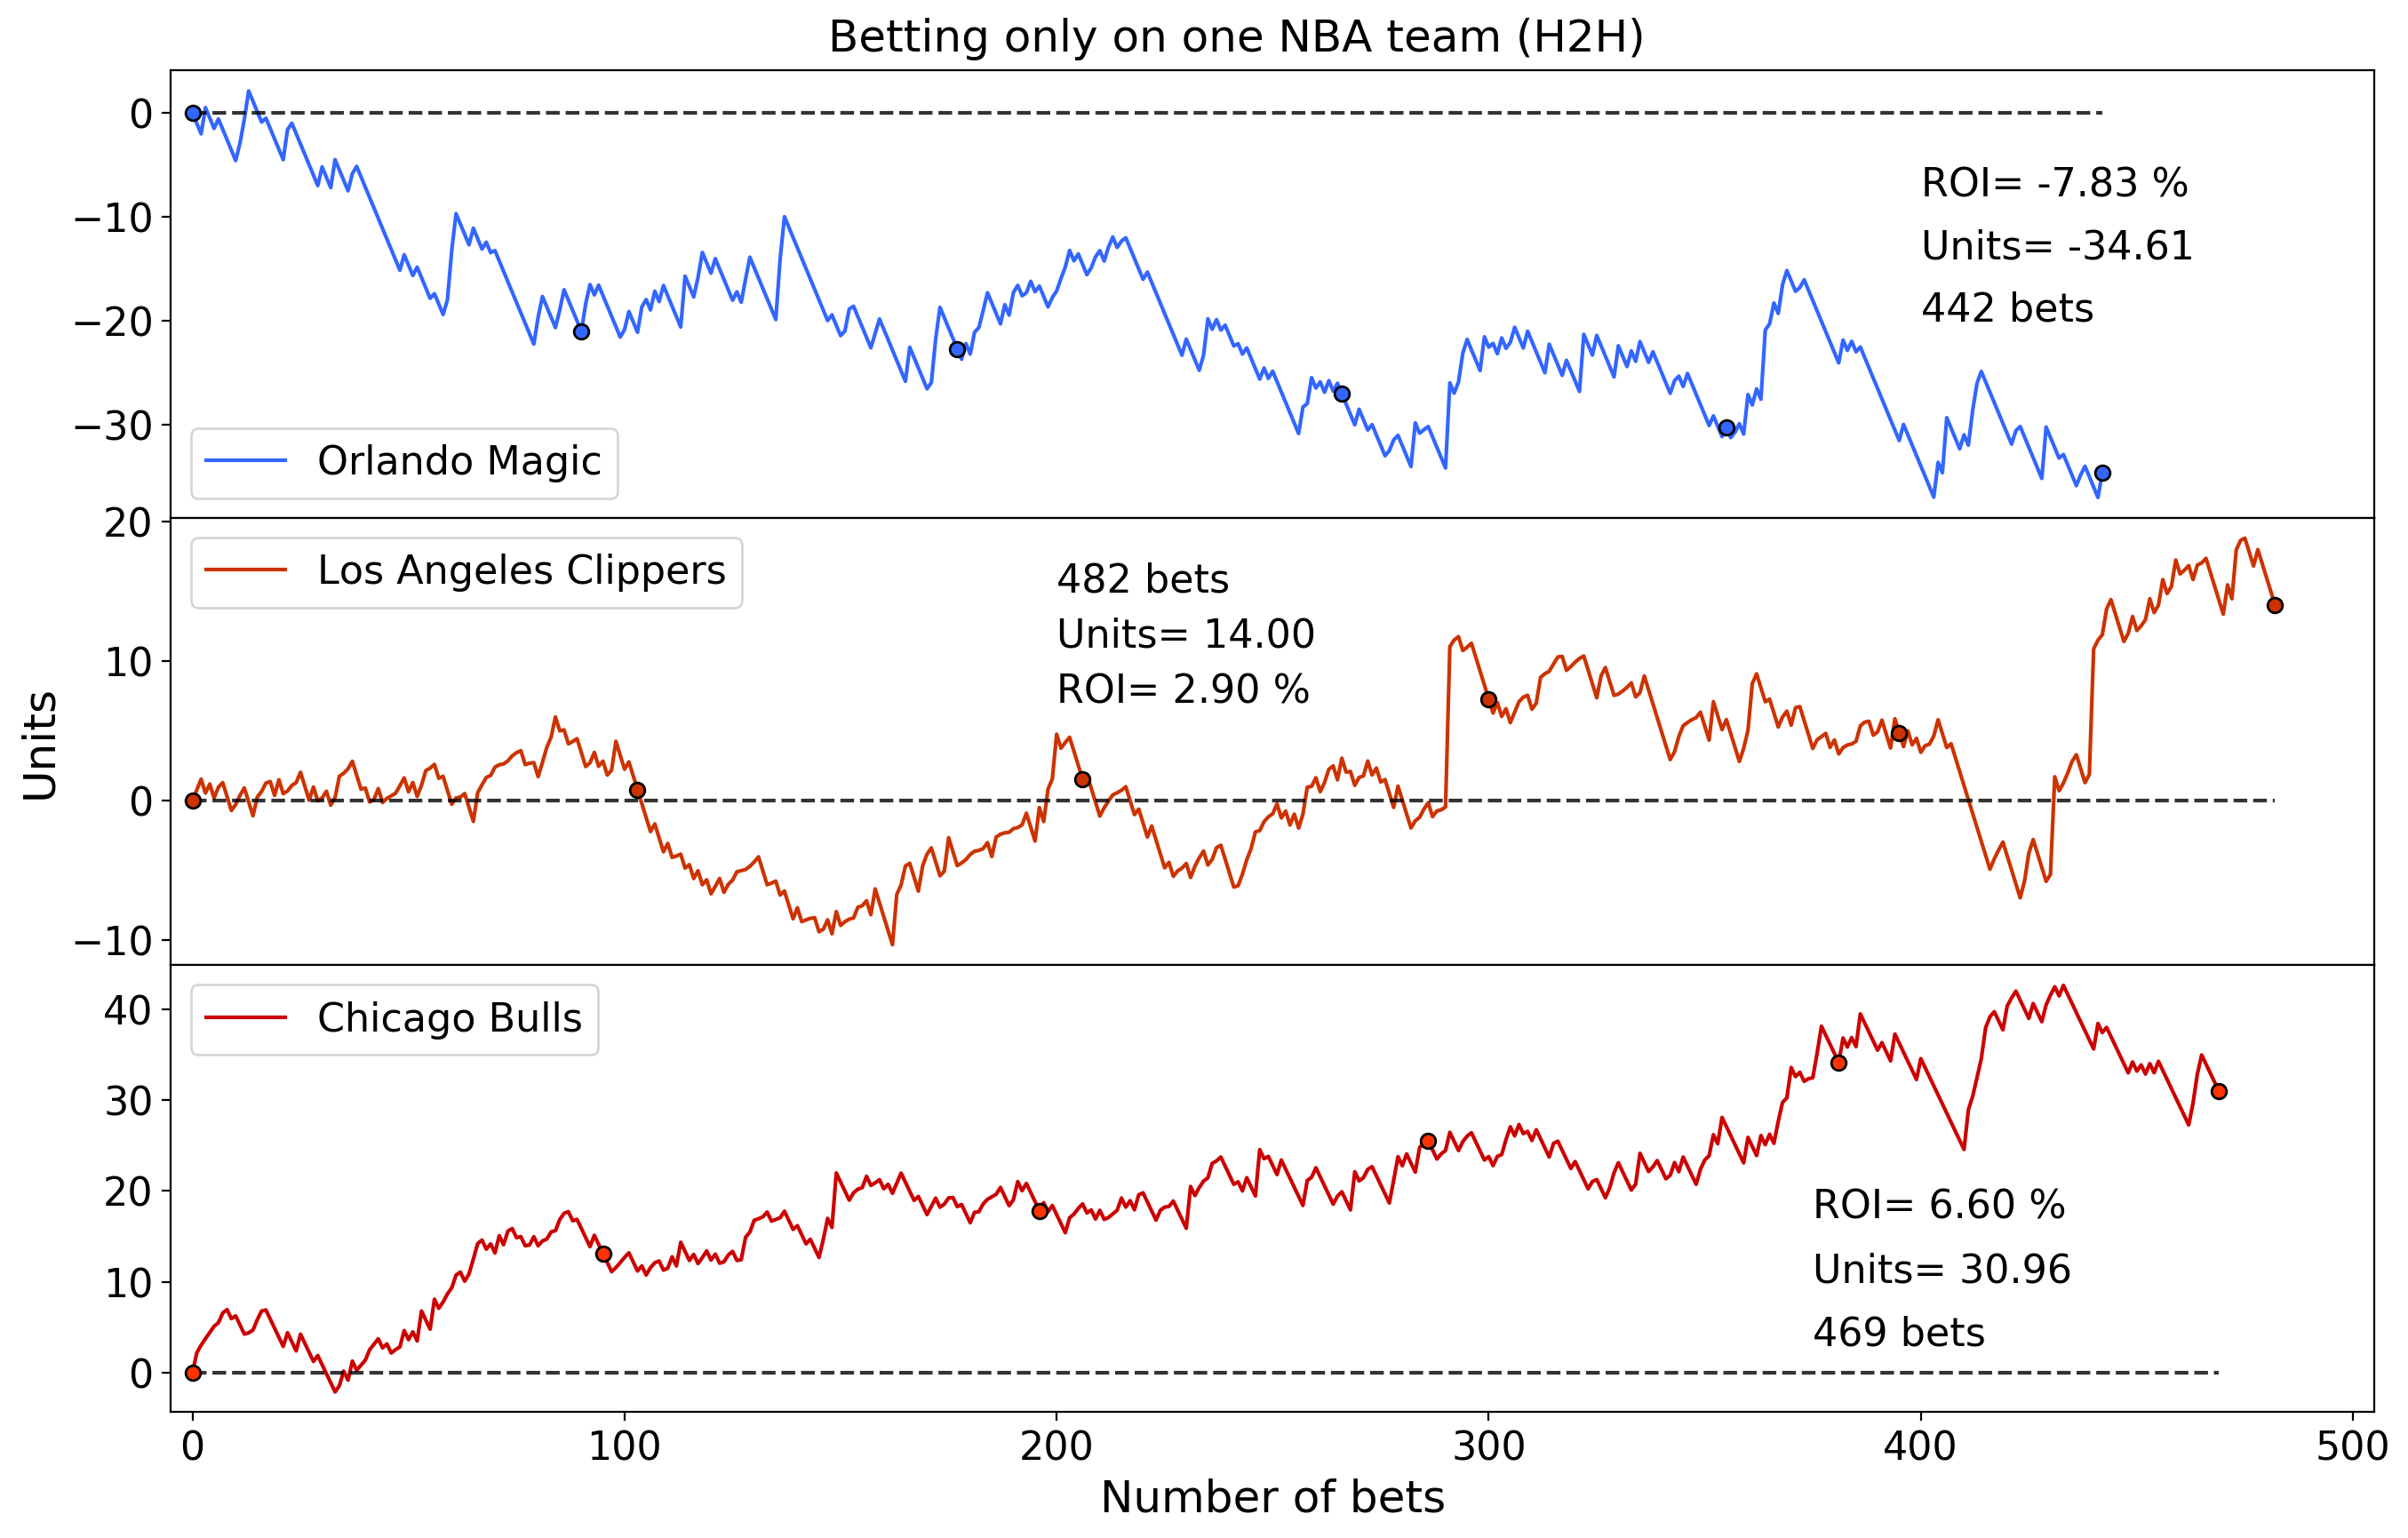 Betting only on one NBA team (H2H)
0
−10
−20
−30
ROI= -7.83 %
Units= -34.61
442 bets
Orlando Magic
20
10
0
−10
Los Angeles Clippers
482 bets
Units= 14.00
ROI= 2.90 %
Units
40
30
20
10
0
Chicago Bulls
ROI= 6.60 %
Units= 30.96
469 bets
0 100 200 300 400 500
Number of bets